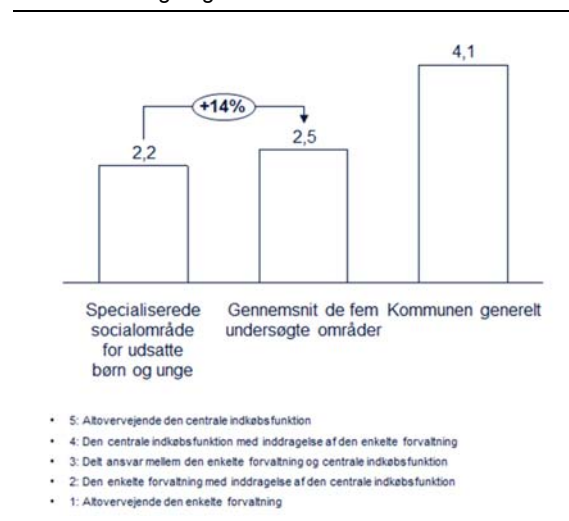 4,1
+14%
2,5
2,2
Specialiserede
socialområde
for udsatte
børn og unge
Gennemsnit de fem
undersøgte områder
Kommunen generelt
• 5: Altovervejende den centrale indkøbsfunktion
• 4: Den centrale indkøbsfunktion med inddragelse af den enkelte forvaltning
• 3: Delt ansvar mellem den enkelte forvaltning og centrale indkøbsfunktion
• 2: Den enkelte forvaltning med inddragelse af den centrale indkøbsfunktion
• 1: Altovervejende den enkelte forvaltning